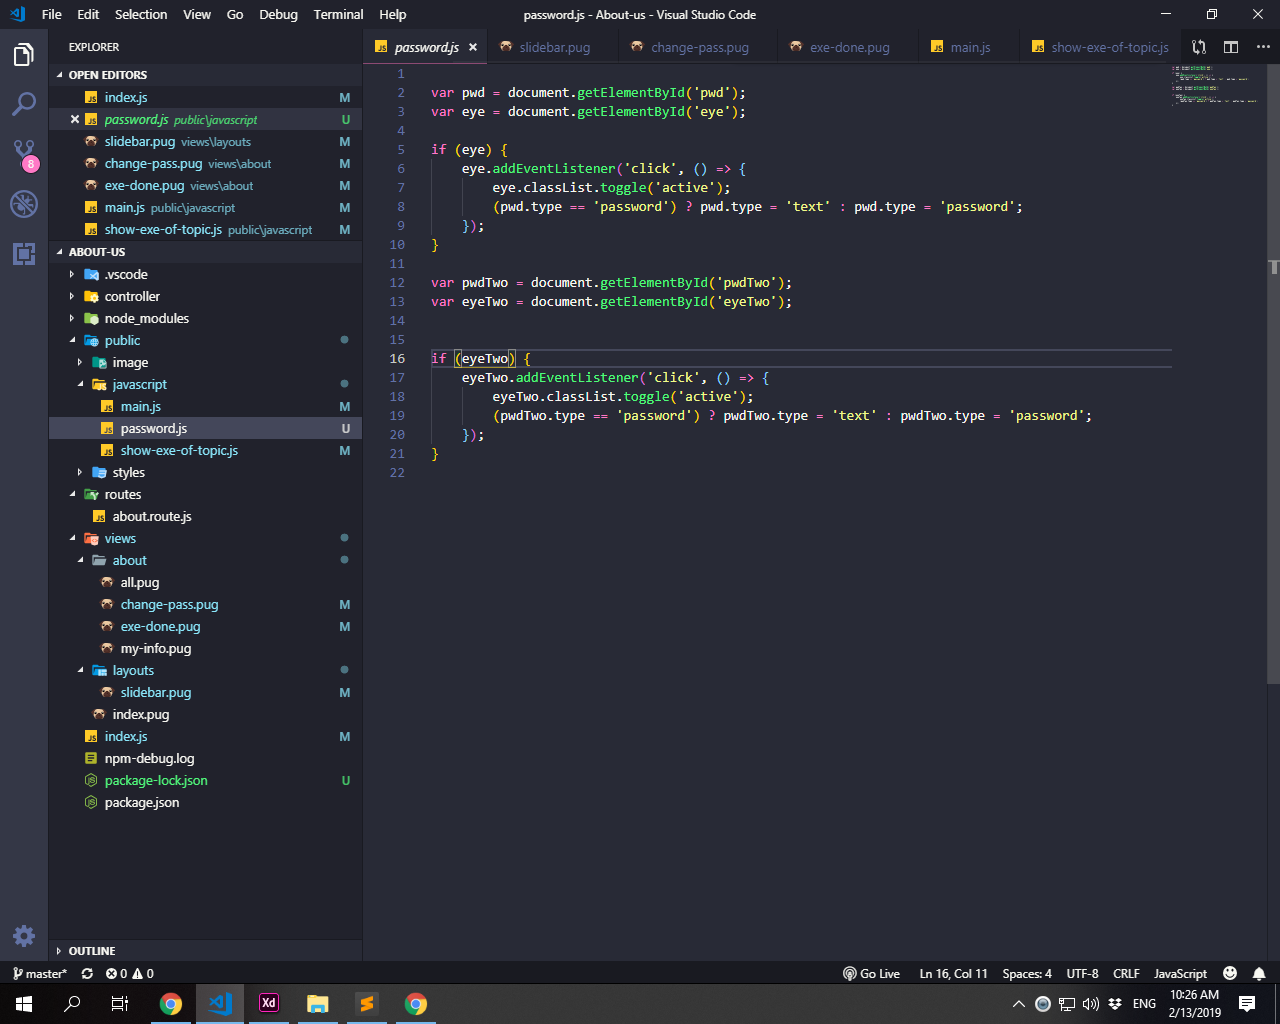 File Edit Selection View Go Debug Terminal Help password.js - About-us - Visual Studio Code
EXPLORER
OPEN EDITORS
index.js M
password.js public\javascript U
slidebar.pug views\layouts M
change-pass.pug views\about M
exe-done.pug views\about M
main.js public\javascript M
show-exe-of-topic.js public\javascript M
ABOUT-US
.vscode
controller
node_modules
public
image
javascript
main.js M
password.js U
show-exe-of-topic.js M
styles
routes
about.route.js
views
about
all.pug
change-pass.pug M
exe-done.pug M
my-info.pug
layouts
slidebar.pug M
index.pug
index.js M
npm-debug.log
package-lock.json U
package.json
OUTLINE
8
password.js slidebar.pug change-pass.pug exe-done.pug main.js show-exe-of-topic.js
1
2 var pwd = document.getElementById('pwd');
3 var eye = document.getElementById('eye');
4
5 if (eye) {
6 eye.addEventListener('click', () => {
7 eye.classList.toggle('active');
8 (pwd.type == 'password') ? pwd.type = 'text' : pwd.type = 'password';
9 });
10 }
11
12 var pwdTwo = document.getElementById('pwdTwo');
13 var eyeTwo = document.getElementById('eyeTwo');
14
15
16 if (eyeTwo) {
17 eyeTwo.addEventListener('click', () => {
18 eyeTwo.classList.toggle('active');
19 (pwdTwo.type == 'password') ? pwdTwo.type = 'text' : pwdTwo.type = 'password';
20 });
21 }
22
master* 0 0 Go Live Ln 16, Col 11 Spaces: 4 UTF-8 CRLF JavaScript
Xd ENG 10:26 AM
2/13/2019